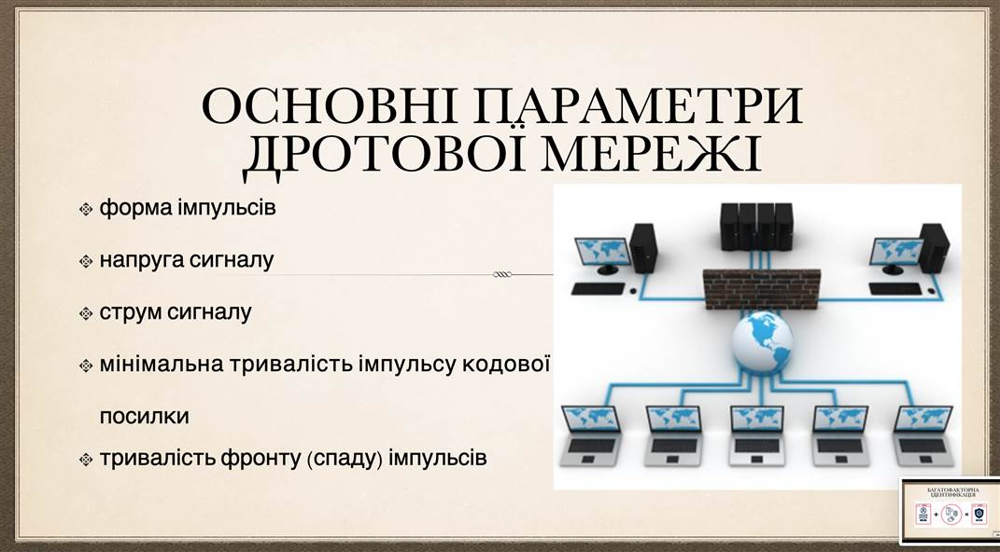 ОСНОВНІ ПАРАМЕТРИ
ДРОТОВОЇ МЕРЕЖІ
форма імпульсів
напруга сигналу
струм сигналу
мінімальна тривалість імпульсу кодової
посилки
тривалість фронту (спаду) імпульсів
БАГАТОФАКТОРНА
ІДЕНТИФІКАЦІЯ